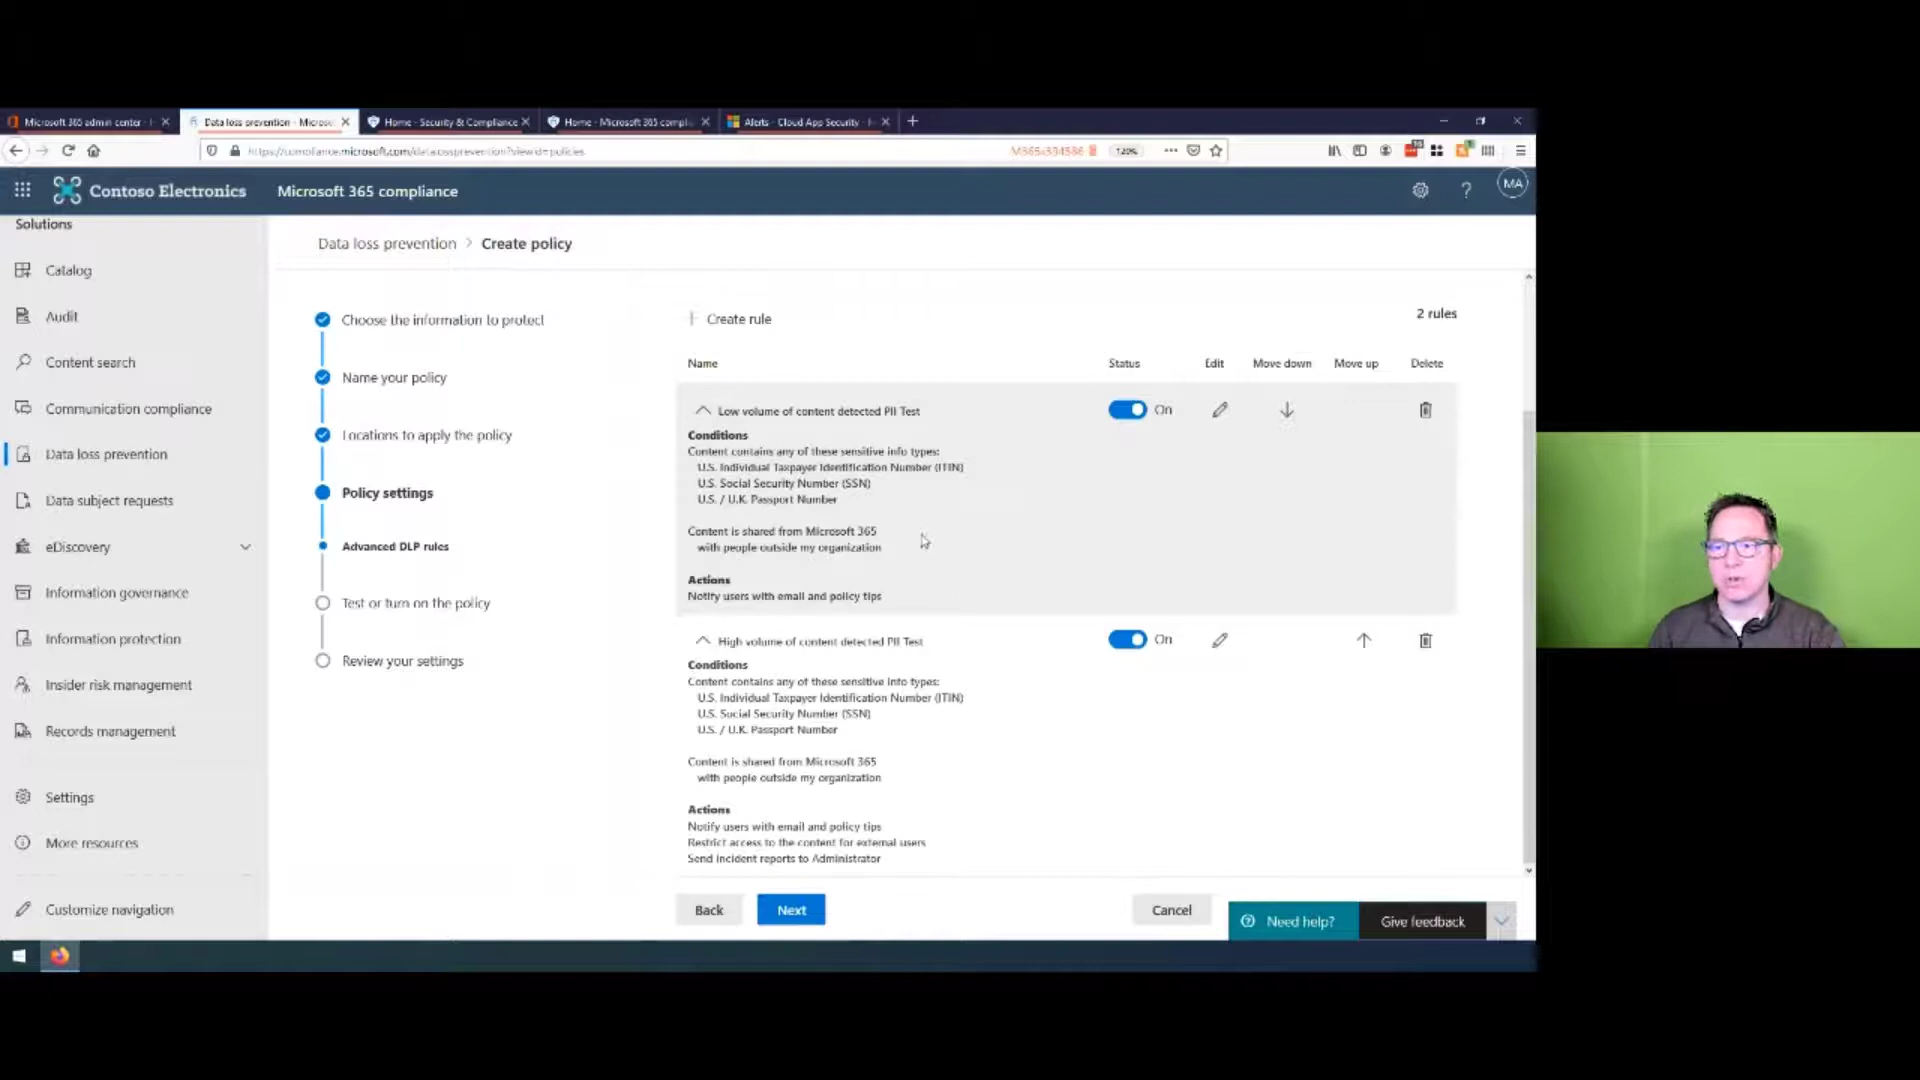 Microsoft 365 admin center -
Data loss prevention - Microso
Home - Security & Compliance
Home - Microsoft 365 compli
Alerts - Cloud App Security -
https://compliance.microsoft.com/datalossprevention?viewid=policies
M365x334586
120%
Contoso Electronics
Microsoft 365 compliance
MA
Solutions
Catalog
Audit
Content search
Communication compliance
Data loss prevention
Data subject requests
eDiscovery
Information governance
Information protection
Insider risk management
Records management
Settings
More resources
Customize navigation
Data loss prevention > Create policy
Choose the information to protect
Name your policy
Locations to apply the policy
Policy settings
Advanced DLP rules
Test or turn on the policy
Review your settings
+ Create rule
2 rules
Name Status Edit Move down Move up Delete
Low volume of content detected PII Test
On
Conditions
Content contains any of these sensitive info types:
U.S. Individual Taxpayer Identification Number (ITIN)
U.S. Social Security Number (SSN)
U.S. / U.K. Passport Number
Content is shared from Microsoft 365
with people outside my organization
Actions
Notify users with email and policy tips
High volume of content detected PII Test
On
Conditions
Content contains any of these sensitive info types:
U.S. Individual Taxpayer Identification Number (ITIN)
U.S. Social Security Number (SSN)
U.S. / U.K. Passport Number
Content is shared from Microsoft 365
with people outside my organization
Actions
Notify users with email and policy tips
Restrict access to the content for external users
Send incident reports to Administrator
Back
Next
Cancel
Need help?
Give feedback